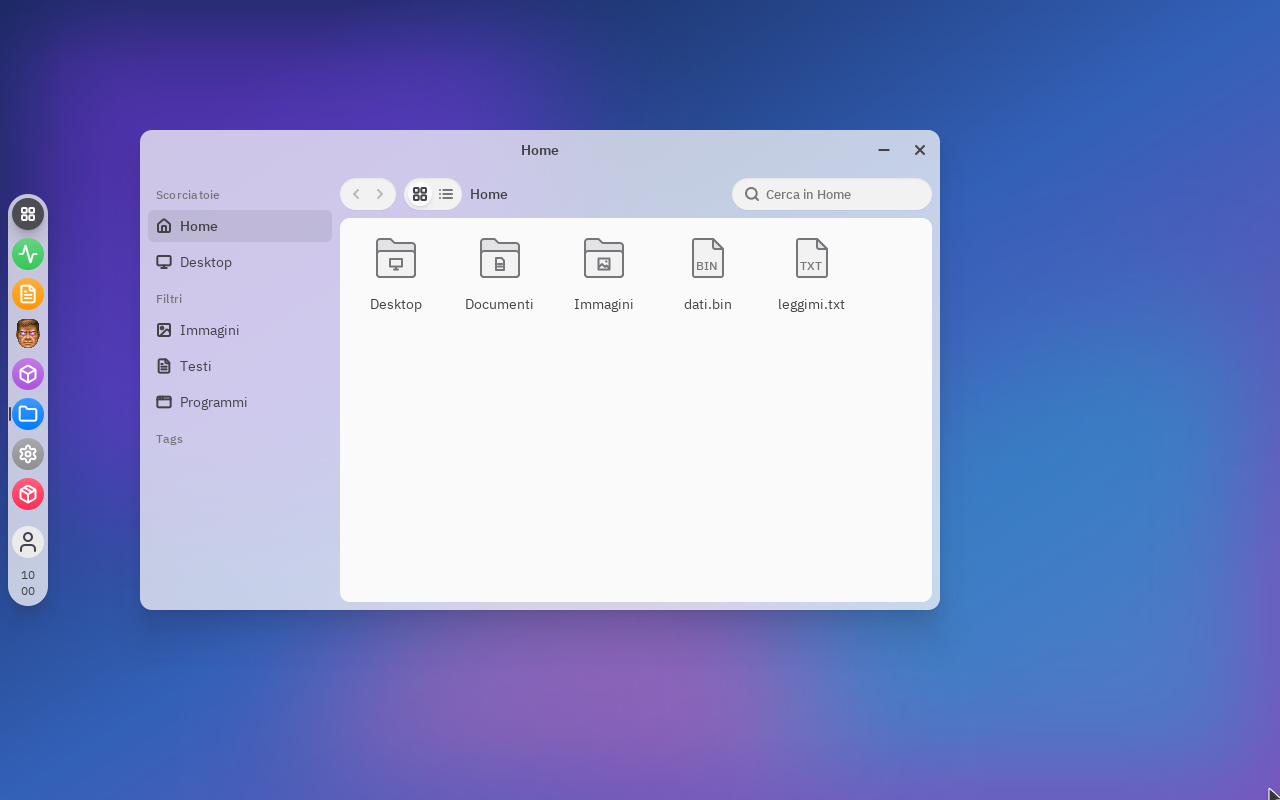 Home
Scorciatoie
Home
Desktop
Filtri
Immagini
Testi
Programmi
Tags
Home
Cerca in Home
BIN
TXT
Desktop
Documenti
Immagini
dati.bin
leggimi.txt
10
00